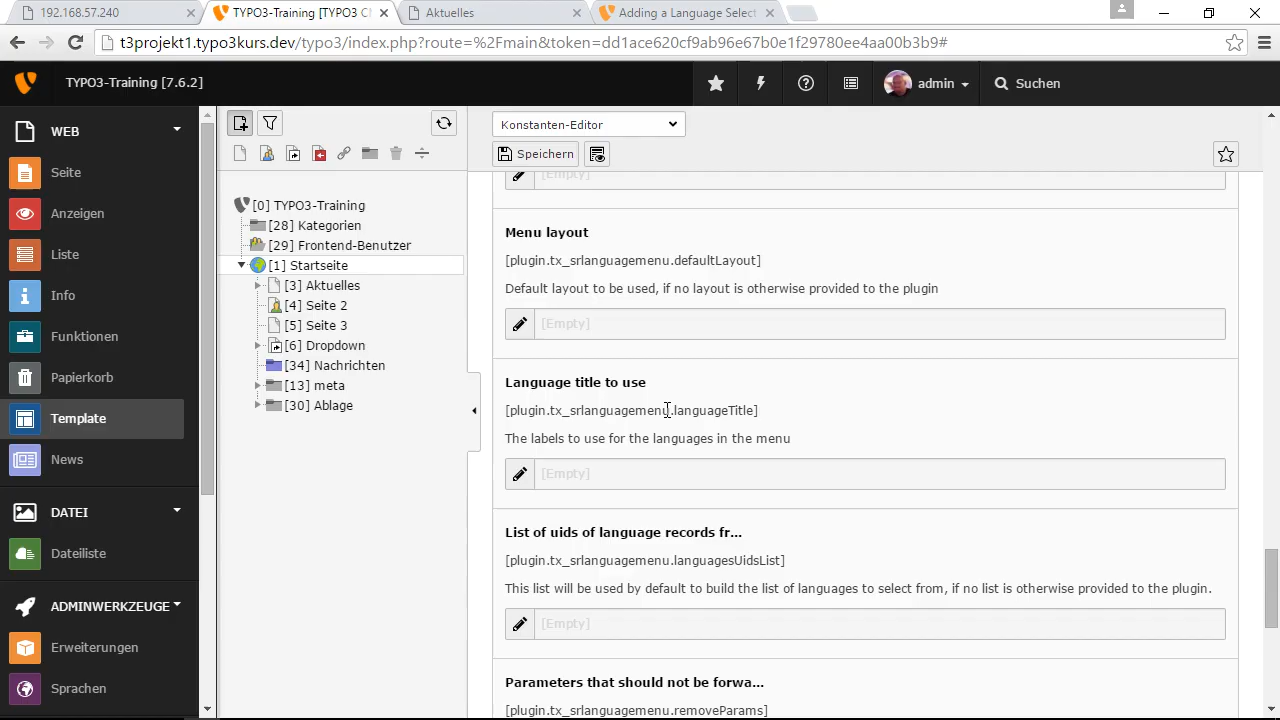 192.168.57.240
TYPO3-Training [TYPO3 C
Aktuelles
Adding a Language Select
t3projekt1.typo3kurs.dev/typo3/index.php?route=%2Fmain&token=dd1ace620cf9ab96e67b0e1f29780ee4aa00b3b9#
TYPO3-Training [7.6.2]
admin
Suchen
WEB
Seite
Anzeigen
Liste
Info
Funktionen
Papierkorb
Template
News
DATEI
Dateiliste
ADMINWERKZEUGE
Erweiterungen
Sprachen
[0] TYPO3-Training
[28] Kategorien
[29] Frontend-Benutzer
[1] Startseite
[3] Aktuelles
[4] Seite 2
[5] Seite 3
[6] Dropdown
[34] Nachrichten
[13] meta
[30] Ablage
Konstanten-Editor
Speichern
[Empty]
Menu layout
[plugin.tx_srlanguagemenu.defaultLayout]
Default layout to be used, if no layout is otherwise provided to the plugin
[Empty]
Language title to use
[plugin.tx_srlanguagemenu.languageTitle]
The labels to use for the languages in the menu
[Empty]
List of uids of language records fr...
[plugin.tx_srlanguagemenu.languagesUidsList]
This list will be used by default to build the list of languages to select from, if no list is otherwise provided to the plugin.
[Empty]
Parameters that should not be forwa...
[plugin.tx_srlanguagemenu.removeParams]